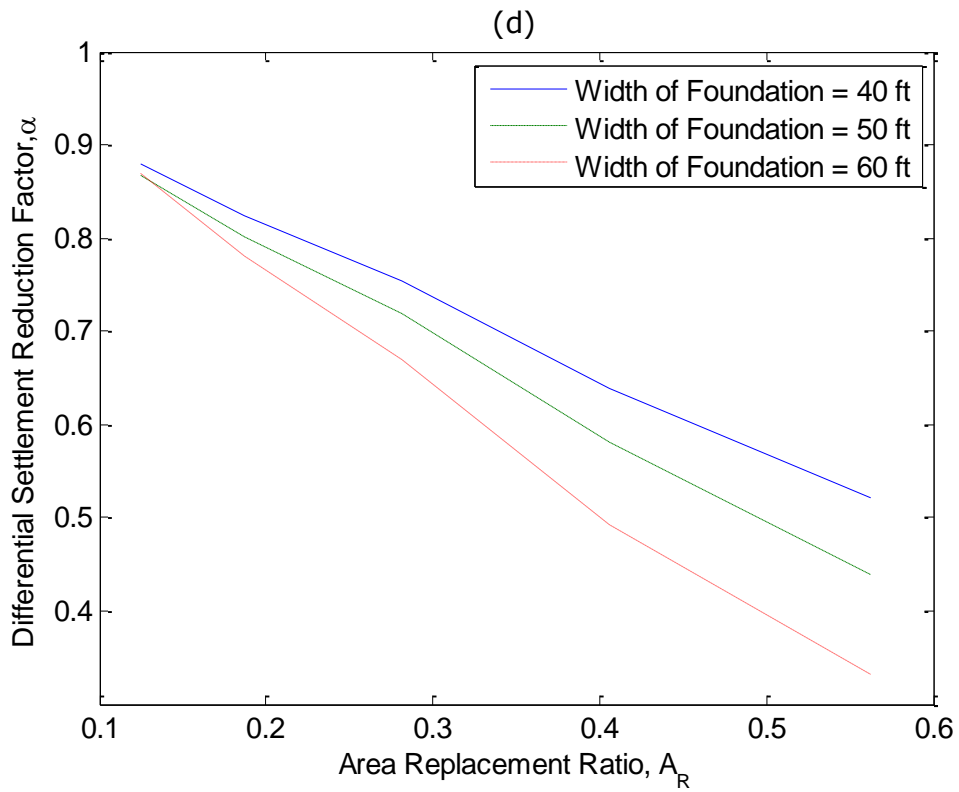 (d)
1
0.9
0.8
0.7
0.6
0.5
0.4
Differential Settlement Reduction Factor,α
Width of Foundation = 40 ft
Width of Foundation = 50 ft
Width of Foundation = 60 ft
0.1 0.2 0.3 0.4 0.5 0.6
Area Replacement Ratio, A_R